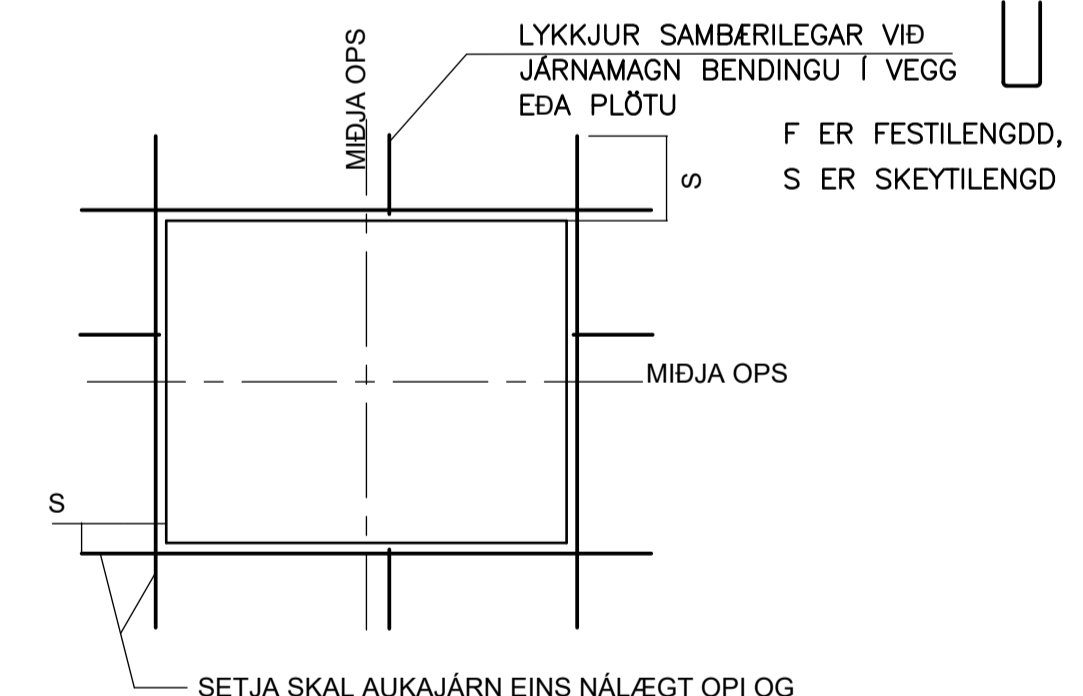 MIÐJA OPS
LYKKJUR SAMBÆRILEGAR VIÐ
JÁRNAMAGN BENDINGU Í VEGG
EÐA PLÖTU
F ER FESTILENGDD,
S ER SKEYTILENGD
S
MIÐJA OPS
S
SETJA SKAL AUKAJÁRN EINS NÁLÆGT OPI OG